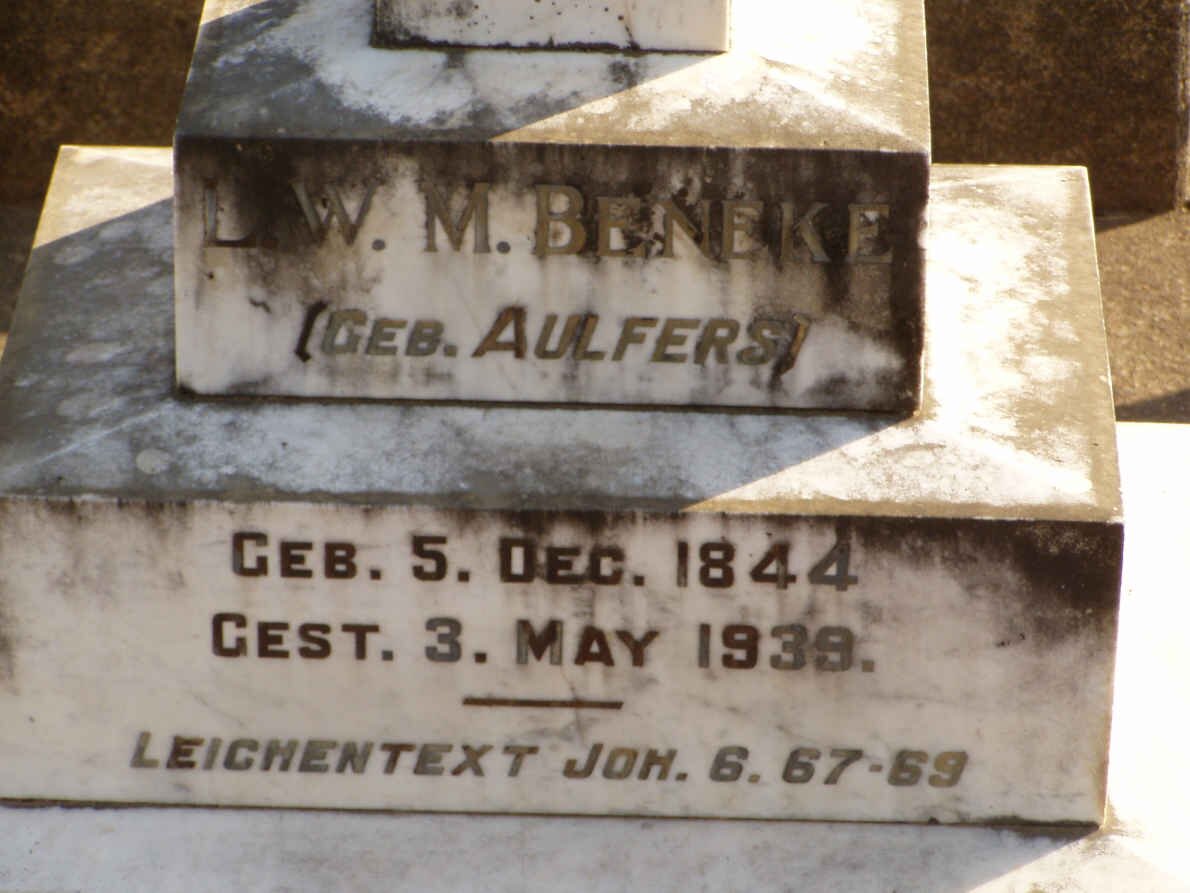 L. W. M. BENEKE
(GEB. AULFERS)
GEB. 5. DEC. 1844
GEST. 3. MAY 1939.
LEICHENTEXT JOH. 6. 67-69